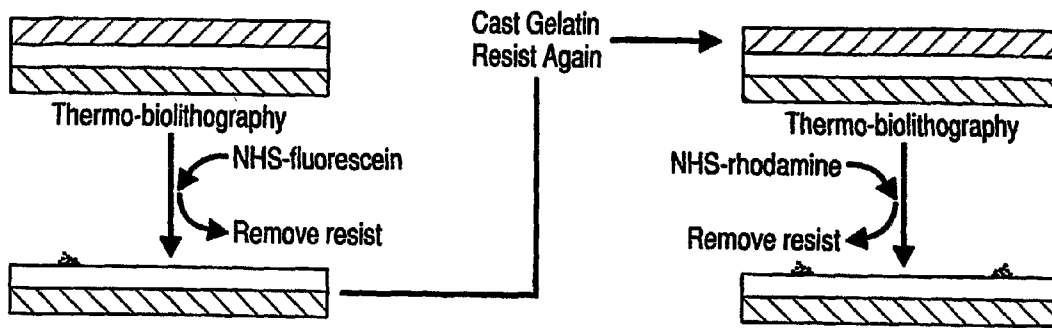 Thermo-biolithography
NHS-fluorescein
Remove resist
Cast Gelatin
Resist Again
Thermo-biolithography
NHS-rhodamine
Remove resist